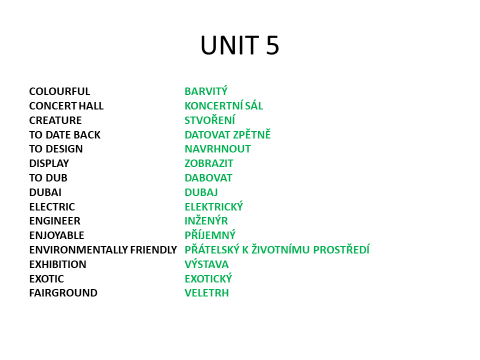 UNIT 5
COLOURFUL BARVITÝ
CONCERT HALL KONCERTNÍ SÁL
CREATURE STVOŘENÍ
TO DATE BACK DATOVAT ZPĚTNĚ
TO DESIGN NAVRHNOUT
DISPLAY ZOBRAZIT
TO DUB DABOVAT
DUBAI DUBAJ
ELECTRIC ELEKTRICKÝ
ENGINEER INŽENÝR
ENJOYABLE PŘÍJEMNÝ
ENVIRONMENTALLY FRIENDLY PŘÁTELSKÝ K ŽIVOTNÍMU PROSTŘEDÍ
EXHIBITION VÝSTAVA
EXOTIC EXOTICKÝ
FAIRGROUND VELETRH